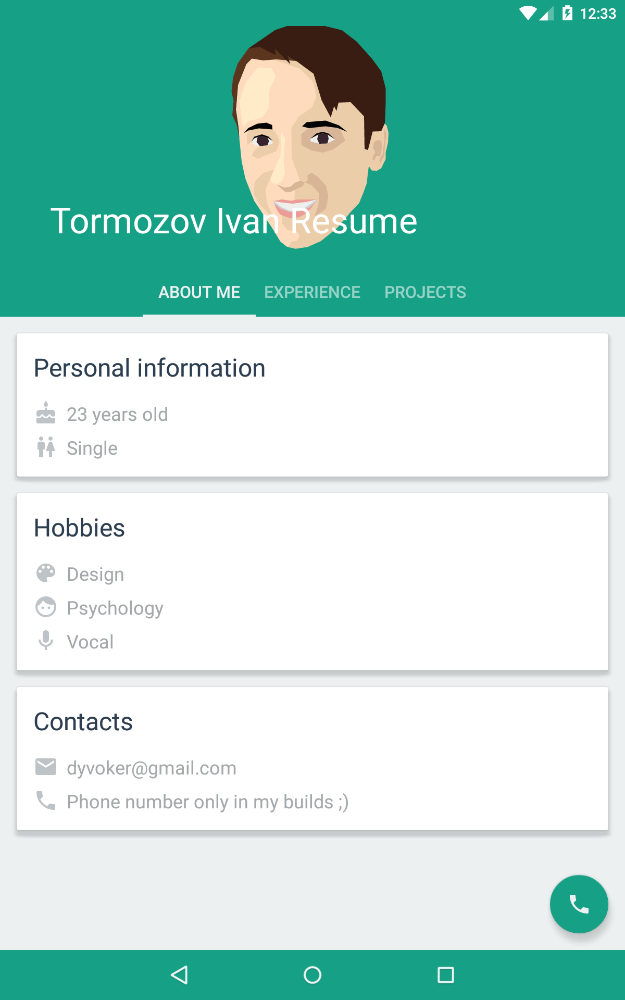 12:33
Tormozov Ivan Resume
ABOUT ME EXPERIENCE PROJECTS
Personal information
23 years old
Single
Hobbies
Design
Psychology
Vocal
Contacts
dyvoker@gmail.com
Phone number only in my builds ;)